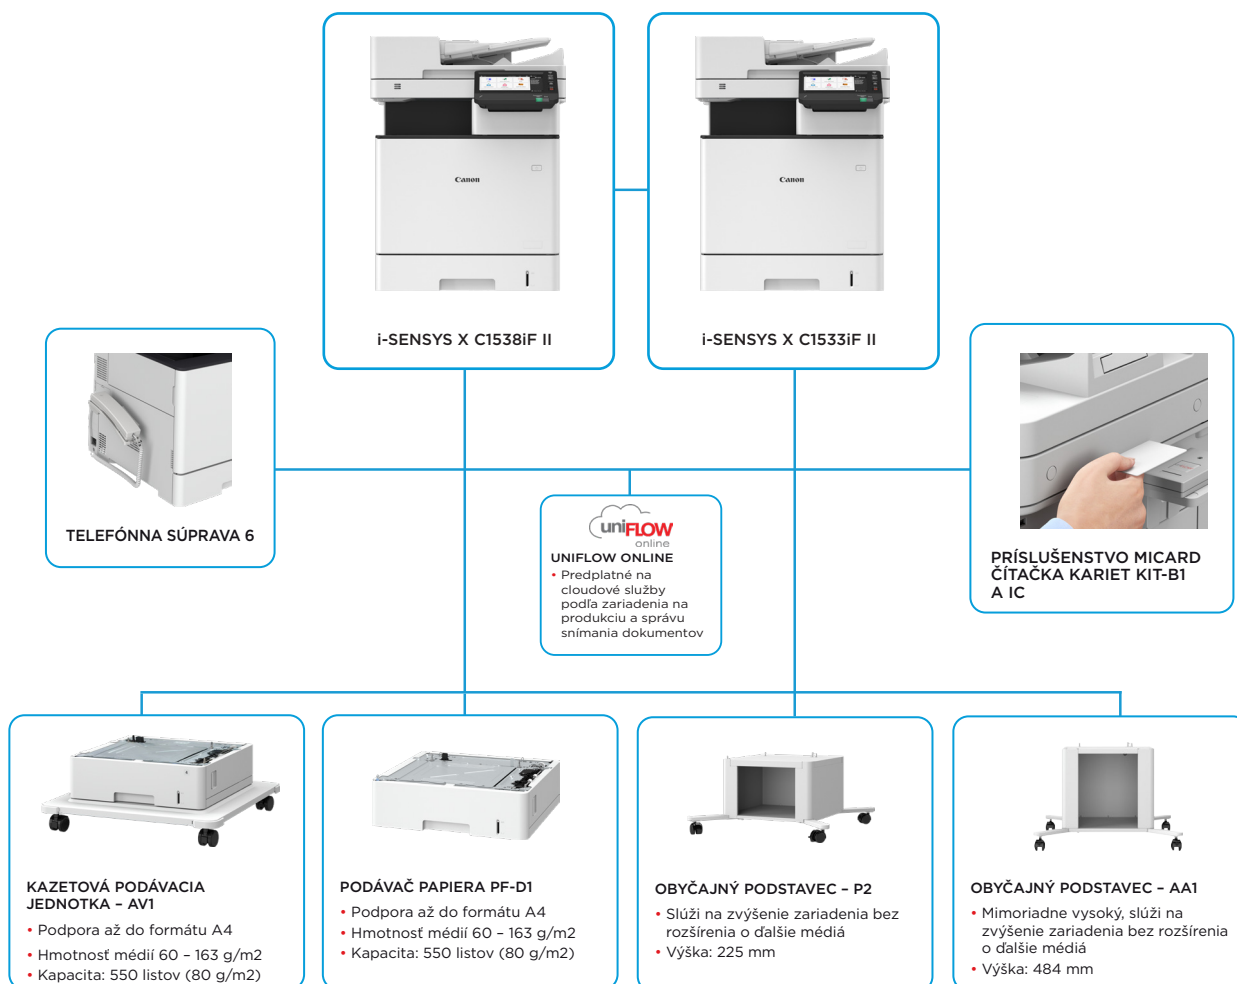 Canon
Canon
i-SENSYS X C1538iF II
i-SENSYS X C1533iF II
TELEFÓNNA SÚPRAVA 6
uniFLOW
online
UNIFLOW ONLINE
• Predplatné na
cloudové služby
podľa zariadenia na
produkciu a správu
snímania dokumentov
PRÍSLUŠENSTVO MICARD
ČÍTAČKA KARIET KIT-B1
A IC
KAZETOVÁ PODÁVACIA
JEDNOTKA – AV1
• Podpora až do formátu A4
• Hmotnosť médií 60 – 163 g/m2
• Kapacita: 550 listov (80 g/m2)
PODÁVAČ PAPIERA PF-D1
• Podpora až do formátu A4
• Hmotnosť médií 60 – 163 g/m2
• Kapacita: 550 listov (80 g/m2)
OBYČAJNÝ PODSTAVEC – P2
• Slúži na zvýšenie zariadenia bez
rozšírenia o ďalšie médiá
• Výška: 225 mm
OBYČAJNÝ PODSTAVEC – AA1
• Mimoriadne vysoký, slúži na
zvýšenie zariadenia bez rozšírenia
o ďalšie médiá
• Výška: 484 mm